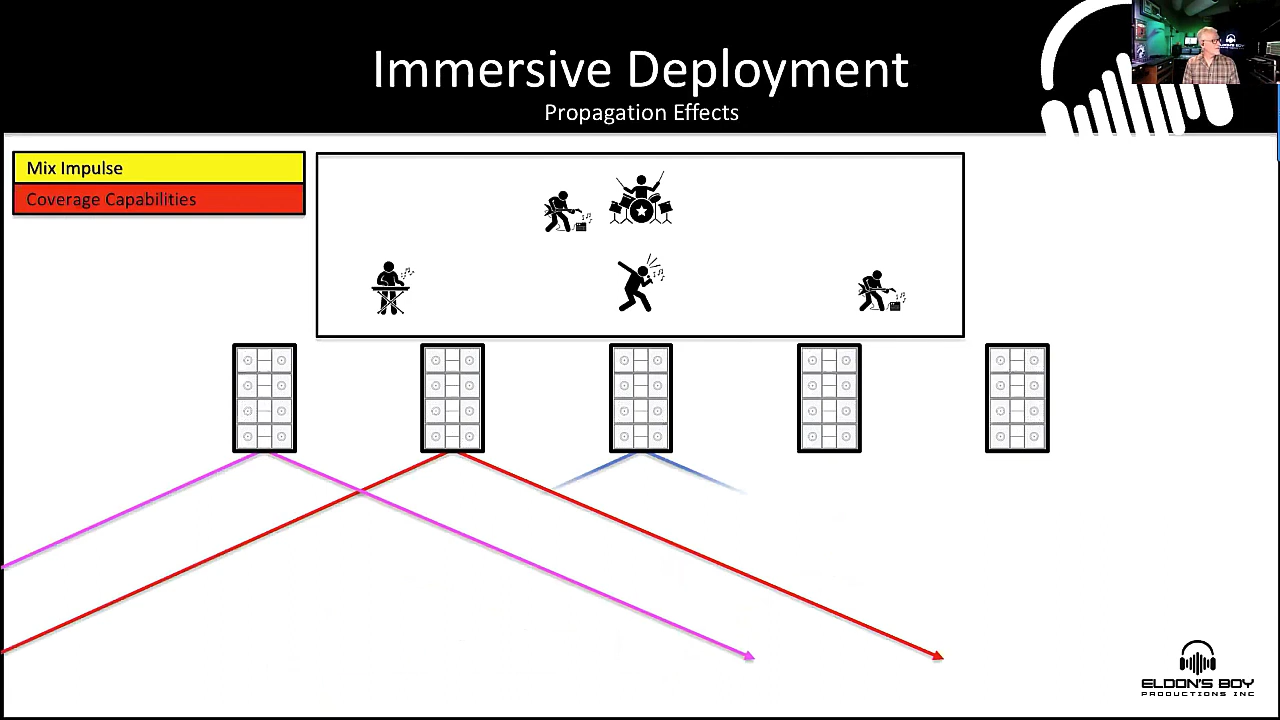 Immersive Deployment
Propagation Effects
Mix Impulse
Coverage Capabilities
ELDON'S BOY
PRODUCTIONS INC